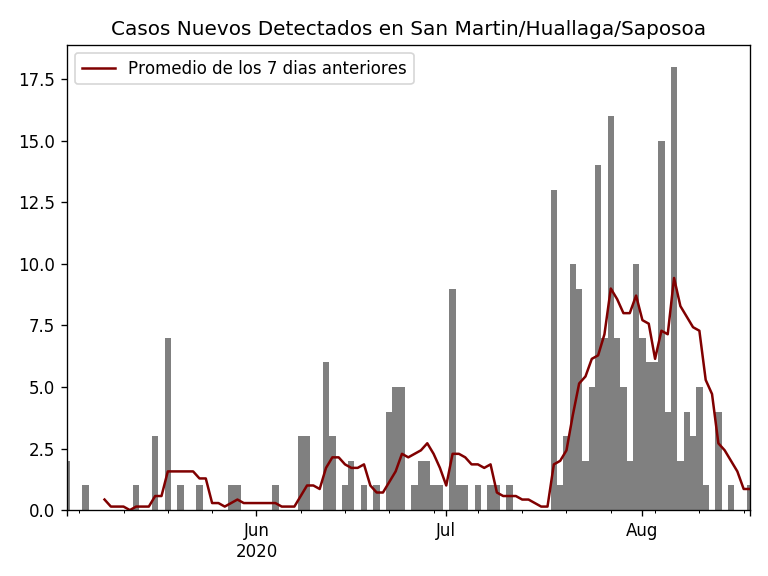 Casos Nuevos Detectados en San Martin/Huallaga/Saposoa
Promedio de los 7 dias anteriores
17.5
15.0
12.5
10.0
7.5
5.0
2.5
0.0
Jun
2020
Jul
Aug